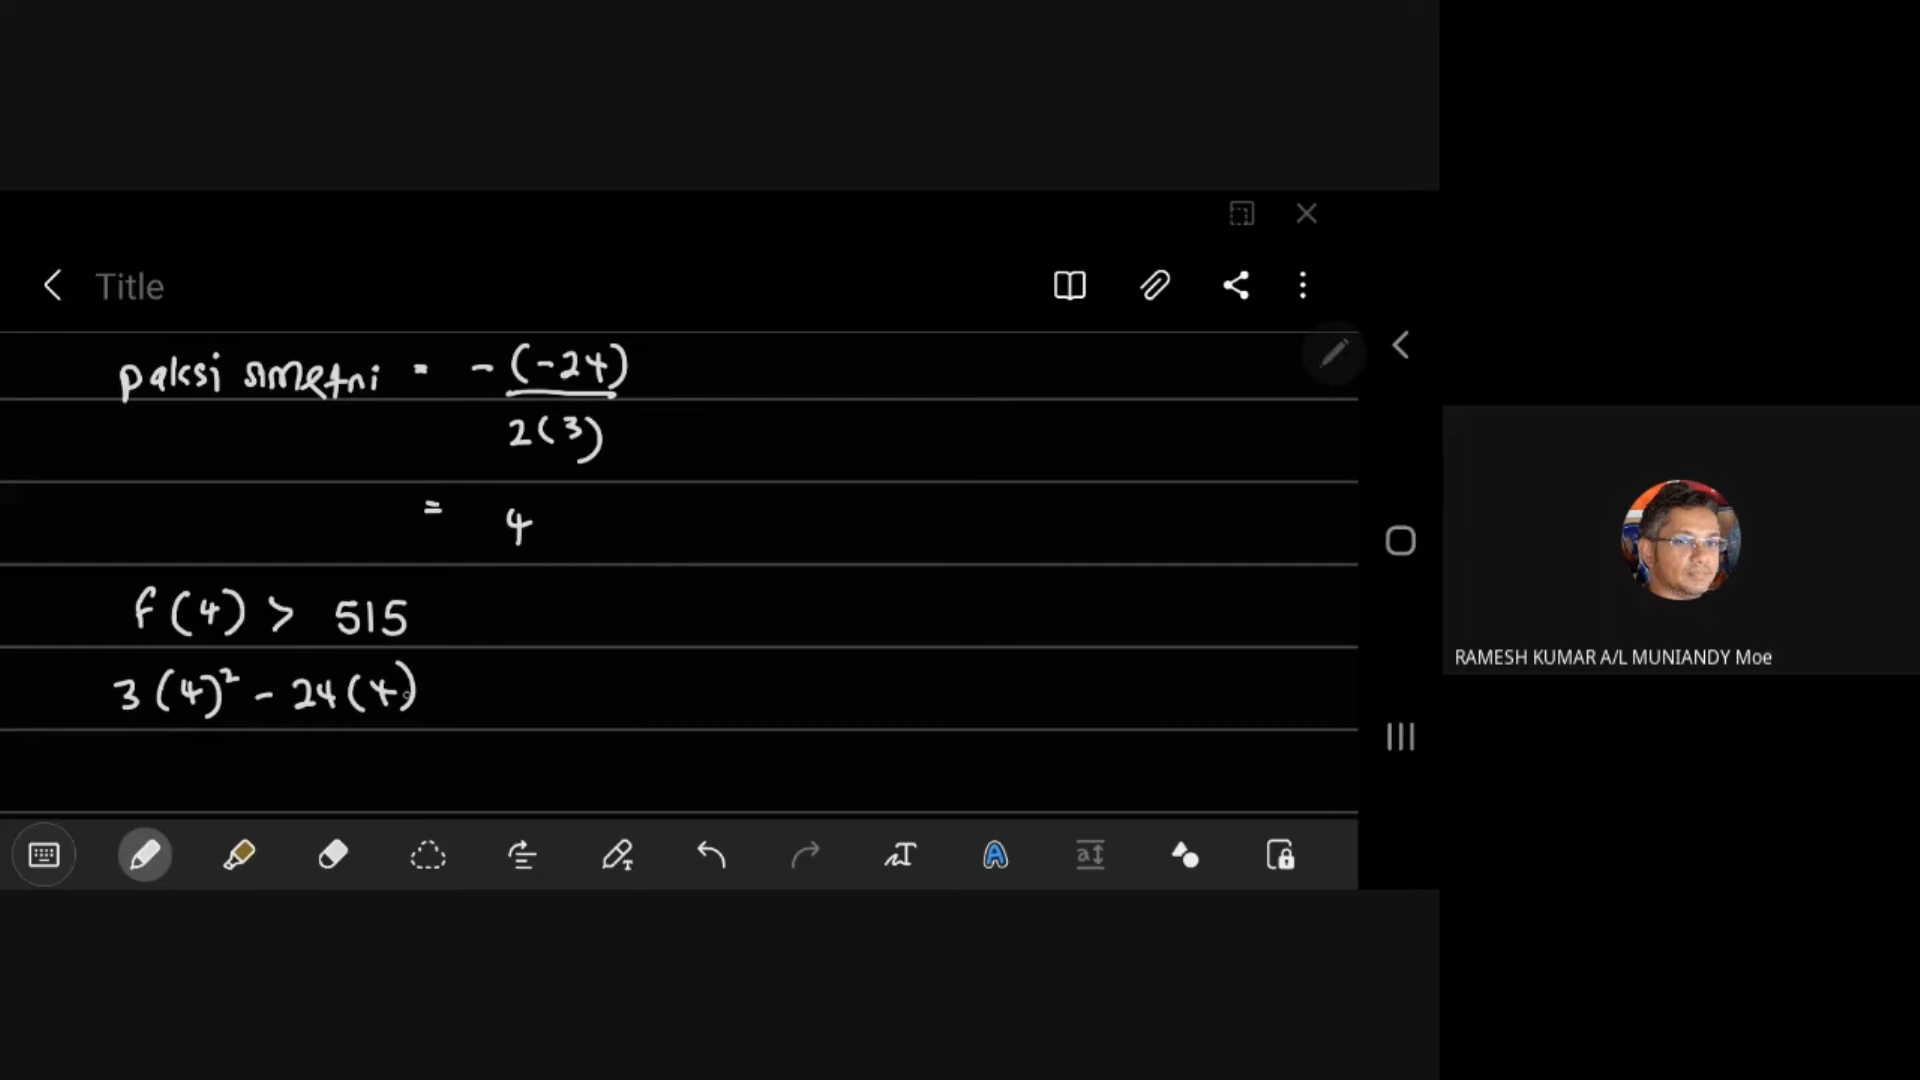 Title
paksi simetri = - (-24)
2(3)
= 4
f(4) > 515
3(4)² - 24(4)
RAMESH KUMAR A/L MUNIANDY Moe